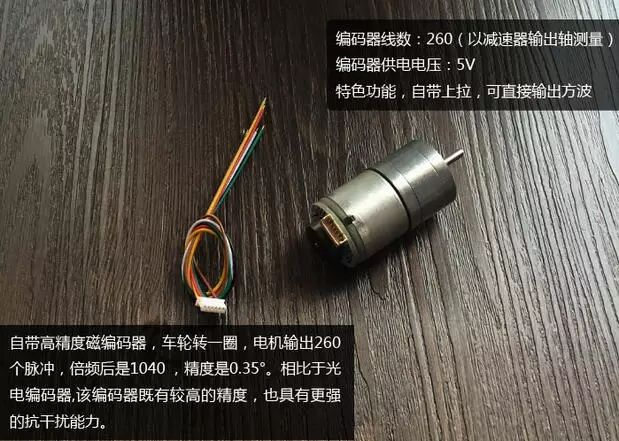 编码器线数：260（以减速器输出轴测量）
编码器供电电压：5V
特色功能，自带上拉，可直接输出方波
自带高精度磁编码器，车轮转一圈，电机输出260
个脉冲，倍频后是1040 ，精度是0.35°。相比于光
电编码器,该编码器既有较高的精度，也具有更强
的抗干扰能力。